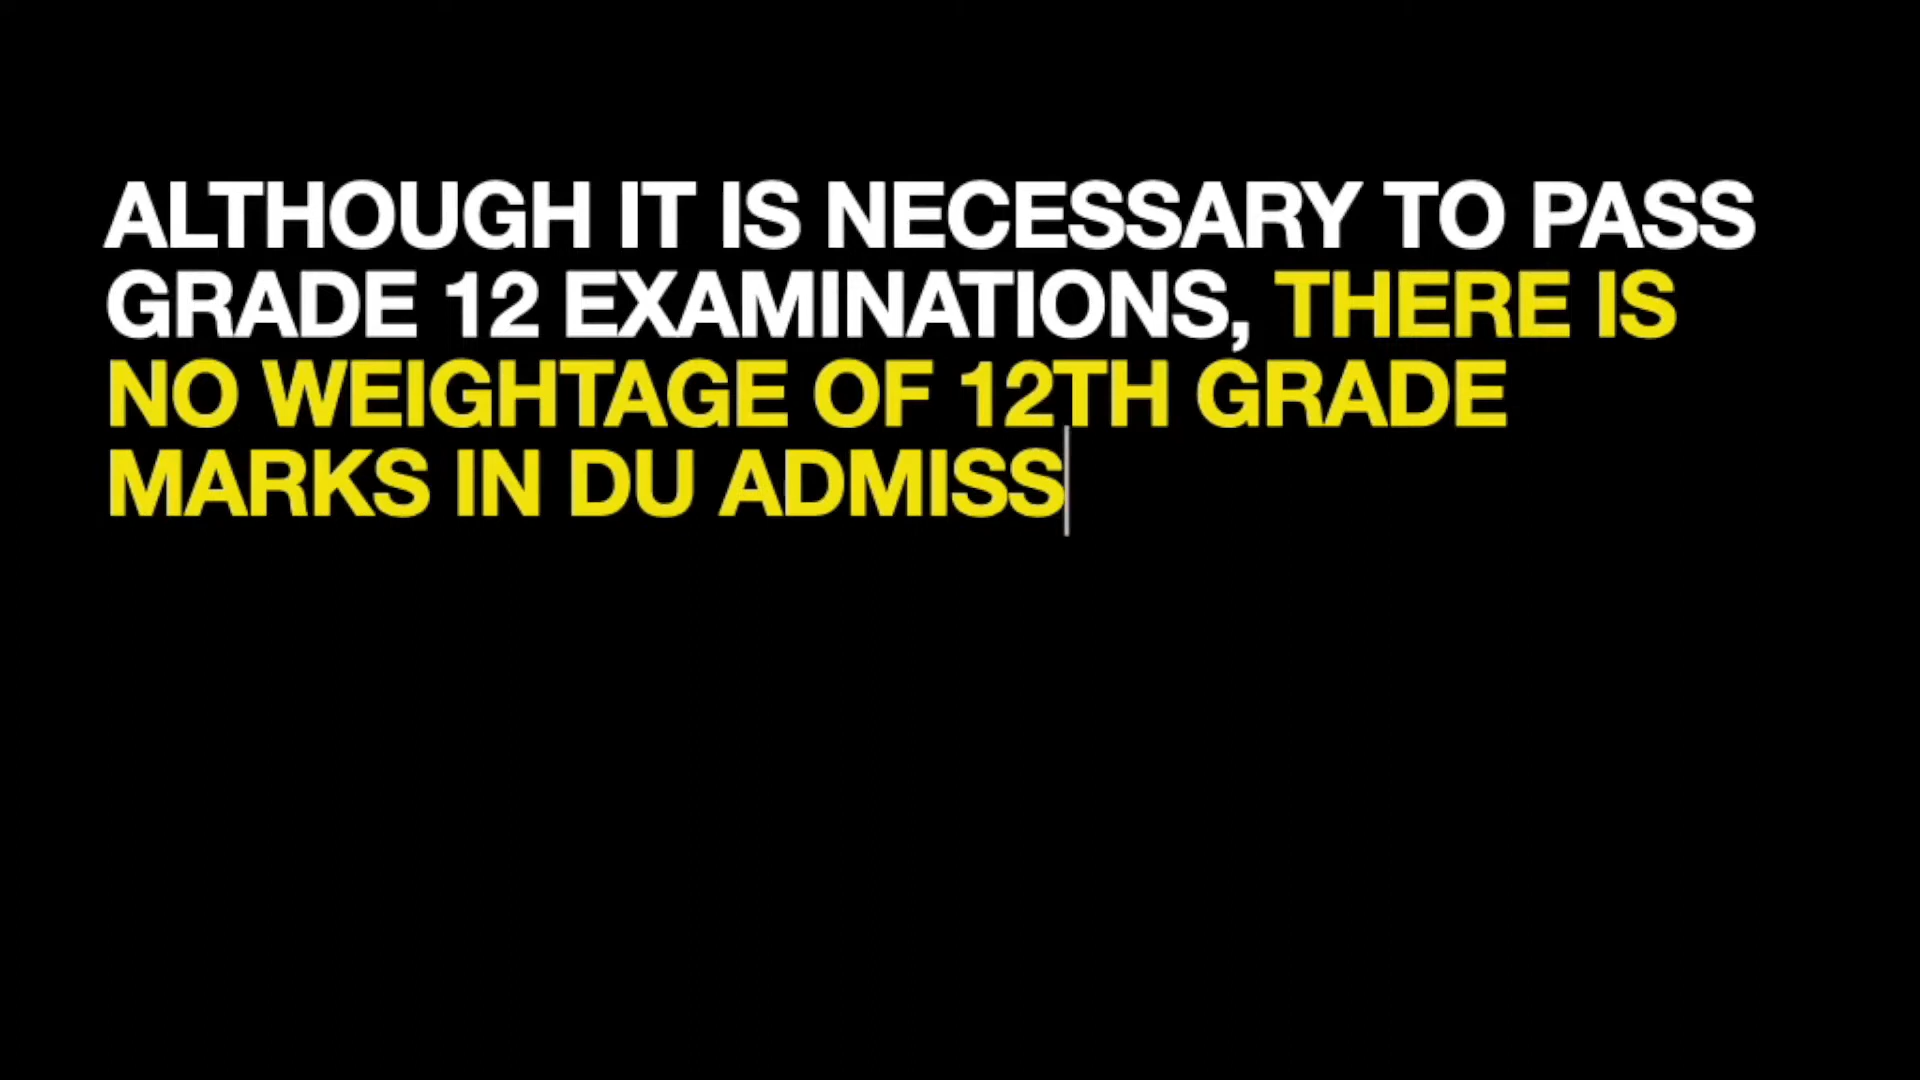 ALTHOUGH IT IS NECESSARY TO PASS
GRADE 12 EXAMINATIONS, THERE IS
NO WEIGHTAGE OF 12TH GRADE
MARKS IN DU ADMISS